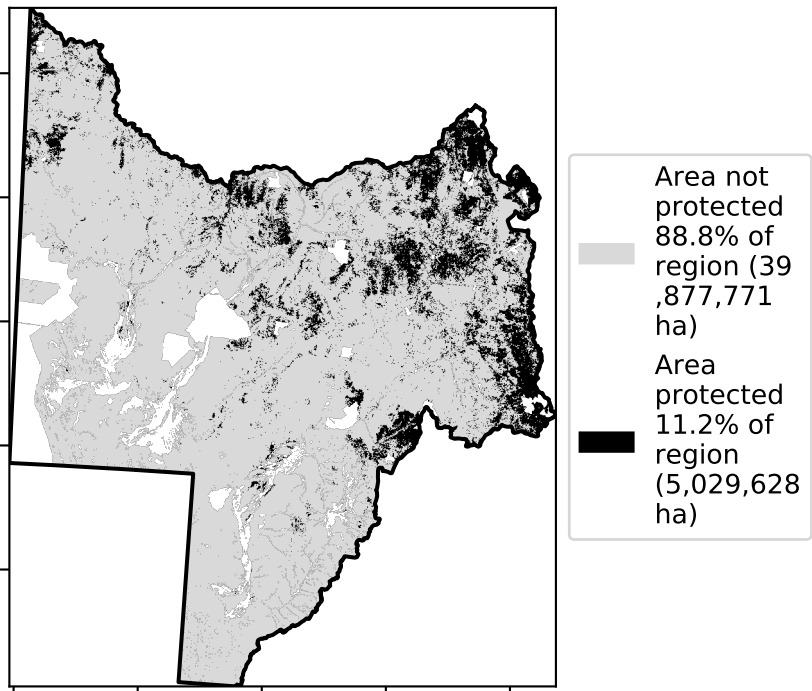 Area not
protected
88.8% of
region (39
,877,771
ha)
Area
protected
11.2% of
region
(5,029,628
ha)